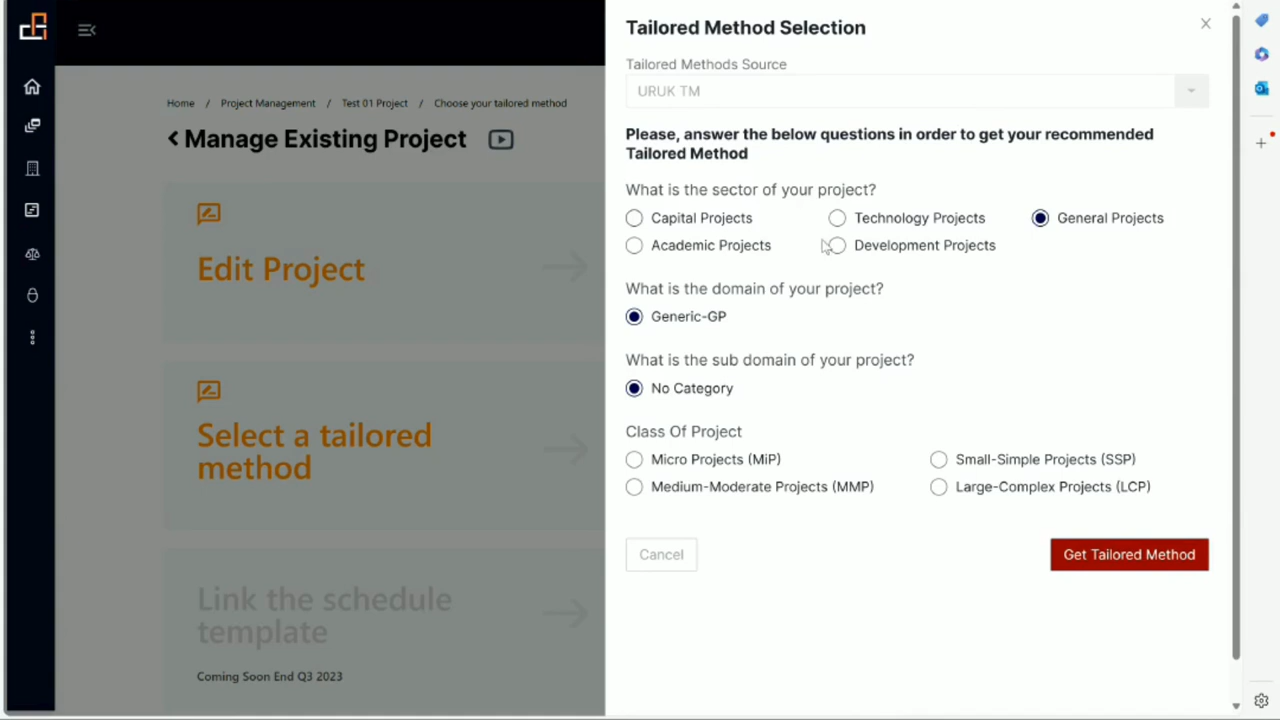 Home / Project Management / Test 01 Project / Choose your tailored method
Manage Existing Project
Edit Project
Select a tailored
method
Link the schedule
template
Coming Soon End Q3 2023
Tailored Method Selection
Tailored Methods Source
URUK TM
Please, answer the below questions in order to get your recommended
Tailored Method
What is the sector of your project?
Capital Projects Technology Projects General Projects
Academic Projects Development Projects
What is the domain of your project?
Generic-GP
What is the sub domain of your project?
No Category
Class Of Project
Micro Projects (MiP) Small-Simple Projects (SSP)
Medium-Moderate Projects (MMP) Large-Complex Projects (LCP)
Cancel Get Tailored Method